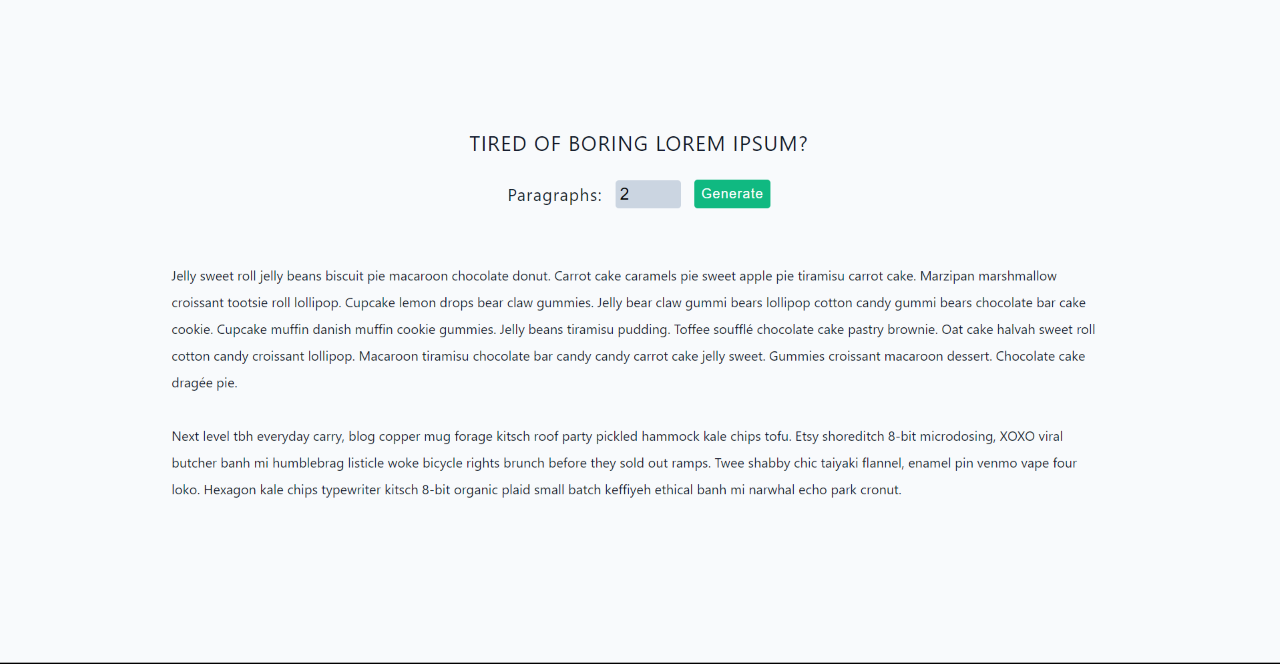 TIRED OF BORING LOREM IPSUM?
Paragraphs: 2 Generate
Jelly sweet roll jelly beans biscuit pie macaroon chocolate donut. Carrot cake caramels pie sweet apple pie tiramisu carrot cake. Marzipan marshmallow
croissant tootsie roll lollipop. Cupcake lemon drops bear claw gummies. Jelly bear claw gummi bears lollipop cotton candy gummi bears chocolate bar cake
cookie. Cupcake muffin danish muffin cookie gummies. Jelly beans tiramisu pudding. Toffee soufflé chocolate cake pastry brownie. Oat cake halvah sweet roll
cotton candy croissant lollipop. Macaroon tiramisu chocolate bar candy candy carrot cake jelly sweet. Gummies croissant macaroon dessert. Chocolate cake
dragée pie.
Next level tbh everyday carry, blog copper mug forage kitsch roof party pickled hammock kale chips tofu. Etsy shoreditch 8-bit microdosing, XOXO viral
butcher banh mi humblebrag listicle woke bicycle rights brunch before they sold out ramps. Twee shabby chic taiyaki flannel, enamel pin venmo vape four
loko. Hexagon kale chips typewriter kitsch 8-bit organic plaid small batch keffiyeh ethical banh mi narwhal echo park cronut.